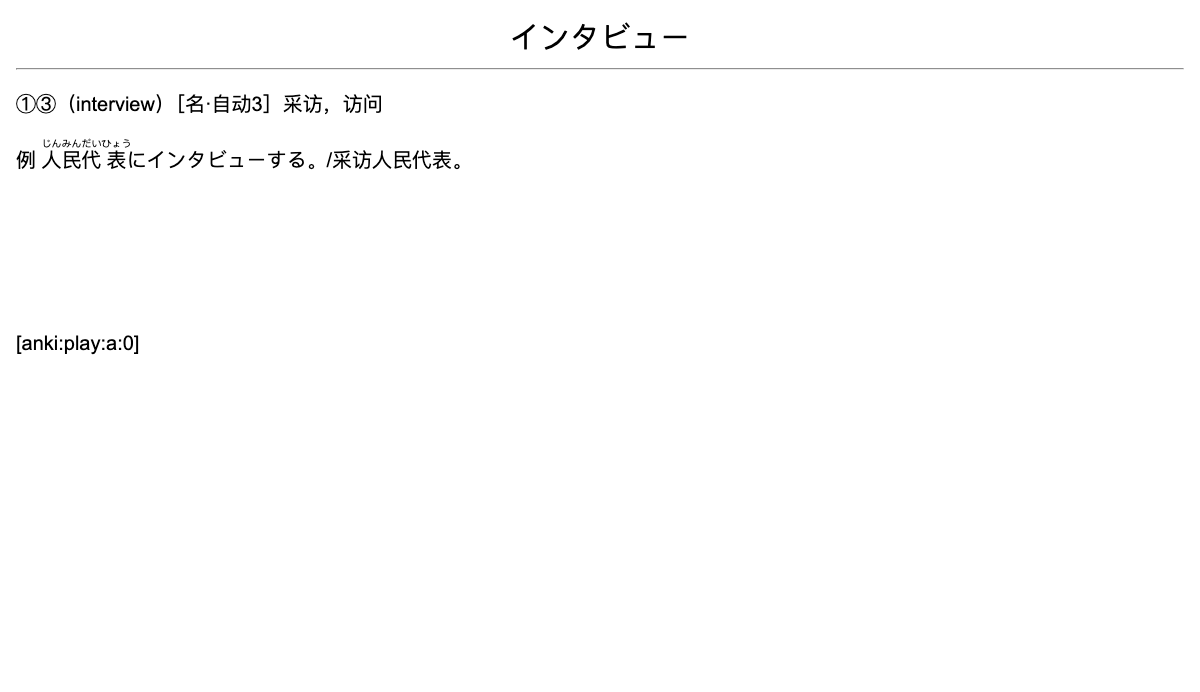 インタビュー
①③（interview）［名·自动3］采访，访问
じんみんだいひょう
例 人民代 表にインタビューする。/采访人民代表。
[anki:play:a:0]